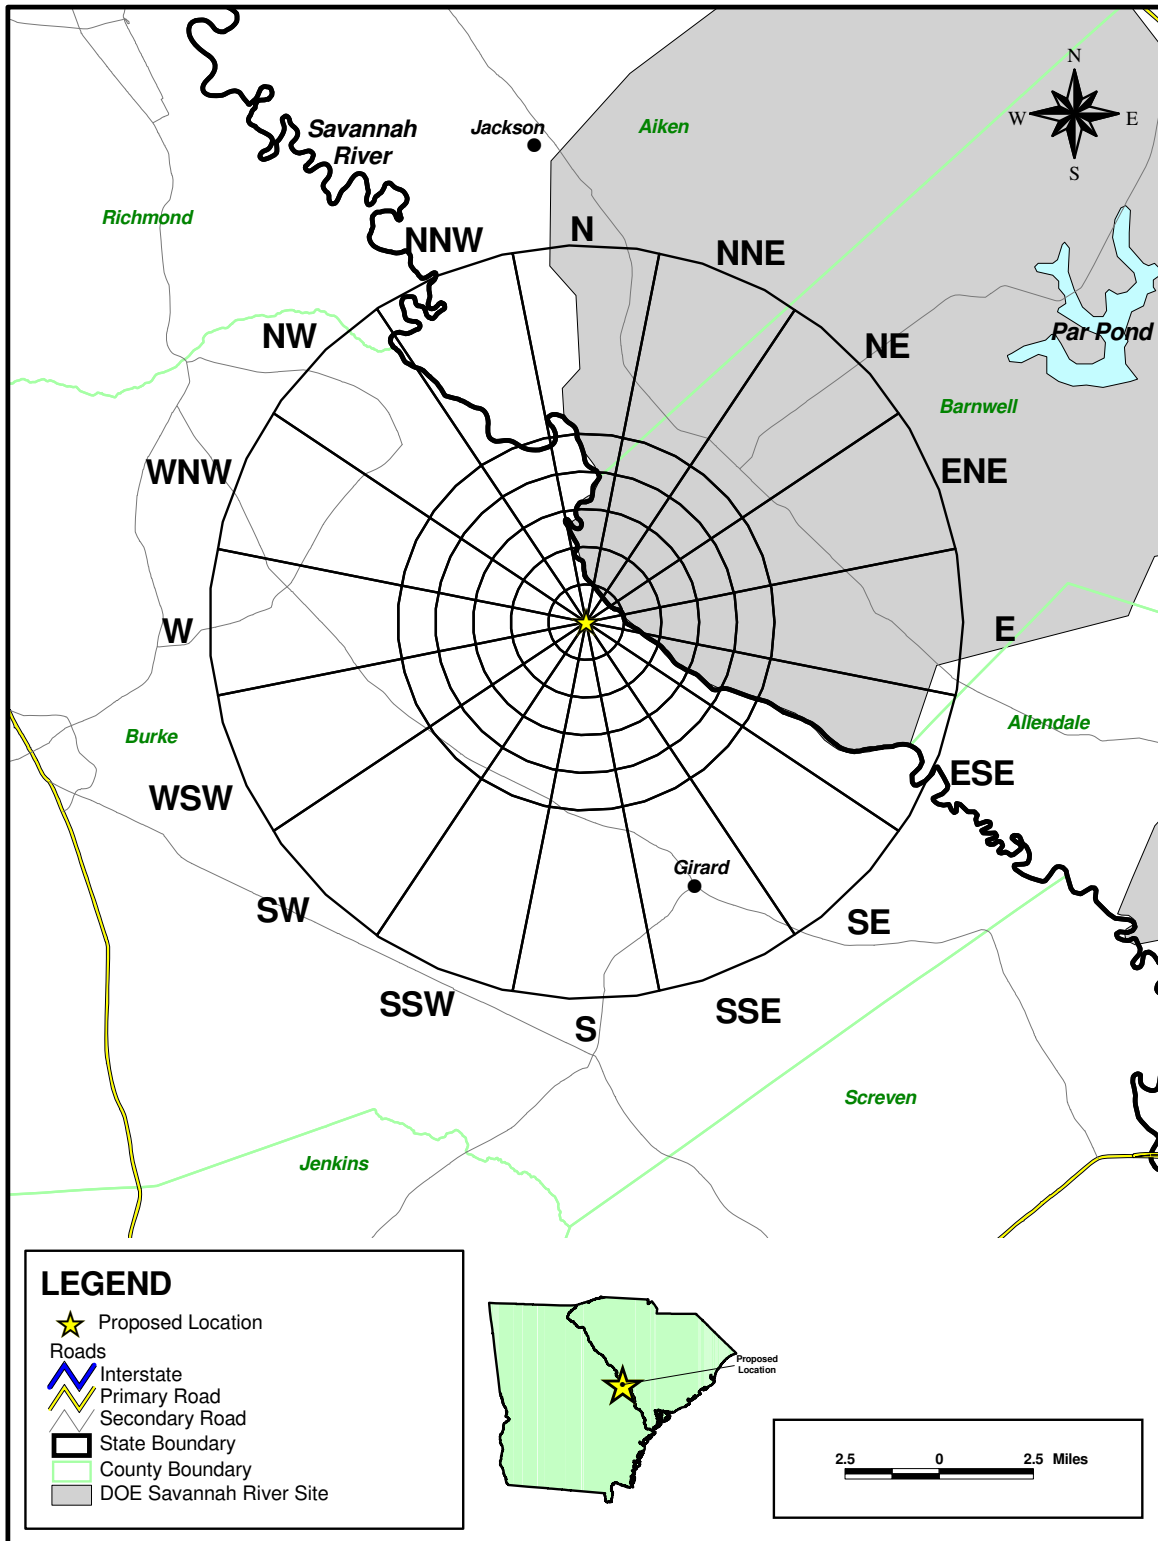 N
W
E
S
Savannah
River
Jackson
Aiken
Richmond
NNW
N
NNE
NW
NE
Par Pond
Barnwell
WNW
ENE
W
E
Burke
Allendale
WSW
ESE
Girard
SW
SE
SSW
S
SSE
Screven
Jenkins
LEGEND
Proposed Location
Roads
Interstate
Primary Road
Secondary Road
State Boundary
County Boundary
DOE Savannah River Site
Proposed
Location
2.5 0 2.5 Miles